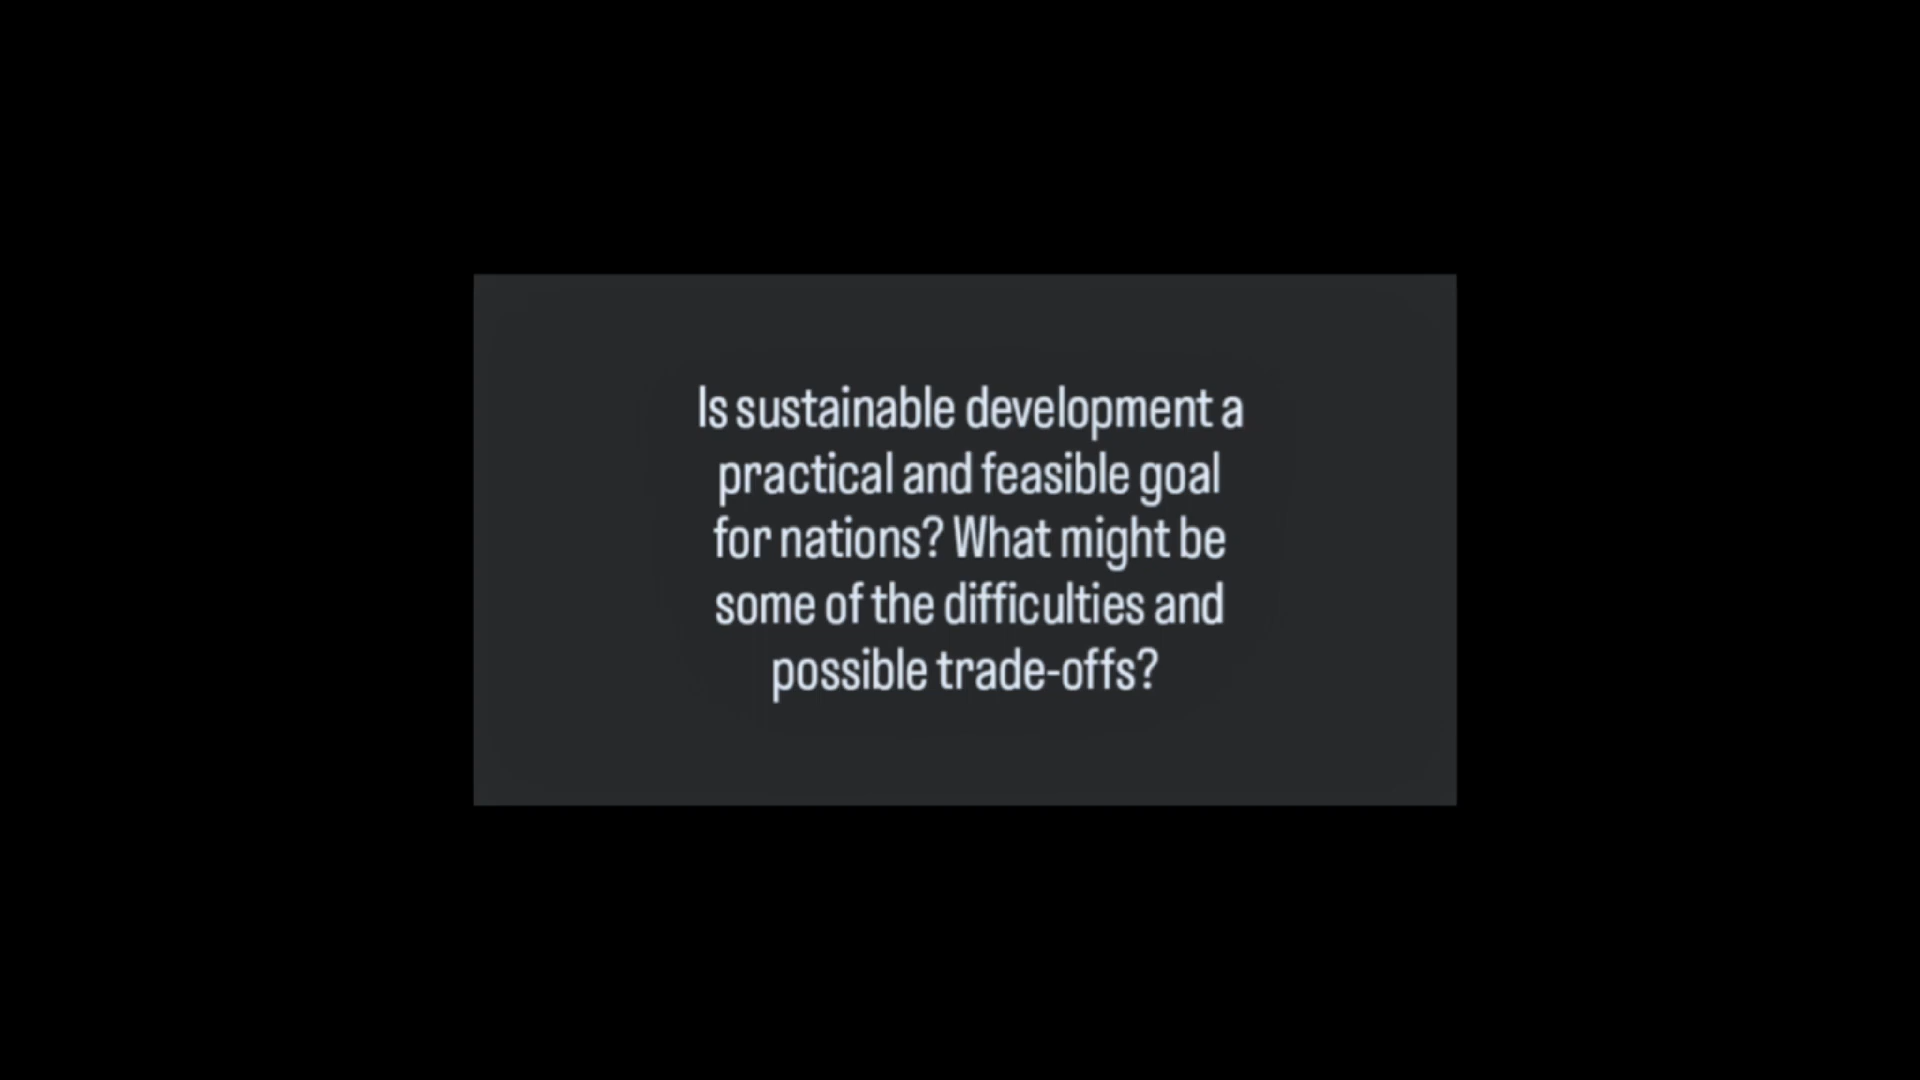 Is sustainable development a
practical and feasible goal
for nations? What might be
some of the difficulties and
possible trade-offs?